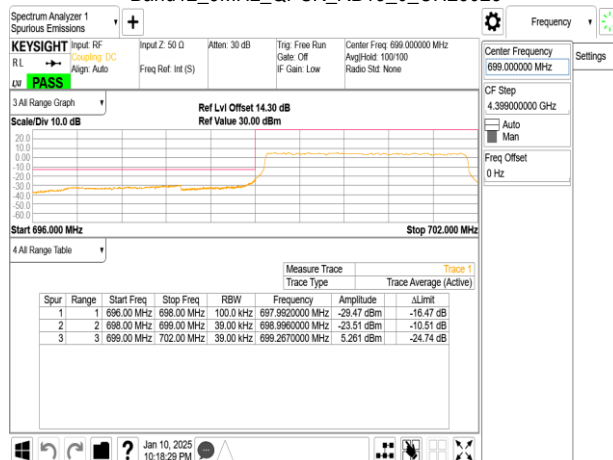 Spectrum Analyzer 1
Spurious Emissions
Frequency
KEYSIGHT
RL
Input: RF
Coupling: DC
Align: Auto
Input Z: 50 Ω
Freq Ref: Int (S)
Atten: 30 dB
Trig: Free Run
Gate: Off
IF Gain: Low
Center Freq: 699.000000 MHz
Avg|Hold: 100/100
Radio Std: None
PASS
Center Frequency
699.000000 MHz
Settings
CF Step
4.399000000 GHz
Auto
Man
Freq Offset
0 Hz
3 All Range Graph
Scale/Div 10.0 dB
Ref Lvl Offset 14.30 dB
Ref Value 30.00 dBm
20.0
10.0
0.00
-10.0
-20.0
-30.0
-40.0
-50.0
-60.0
Start 696.000 MHz
Stop 702.000 MHz
4 All Range Table
Measure Trace Trace 1
Trace Type Trace Average (Active)
Spur Range Start Freq Stop Freq RBW Frequency Amplitude ΔLimit
1 1 696.00 MHz 698.00 MHz 100.0 kHz 697.9920000 MHz -29.47 dBm -16.47 dB
2 2 698.00 MHz 699.00 MHz 39.00 kHz 698.9960000 MHz -23.51 dBm -10.51 dB
3 3 699.00 MHz 702.00 MHz 39.00 kHz 699.2670000 MHz 5.261 dBm -24.74 dB
Jan 10, 2025
10:18:29 PM